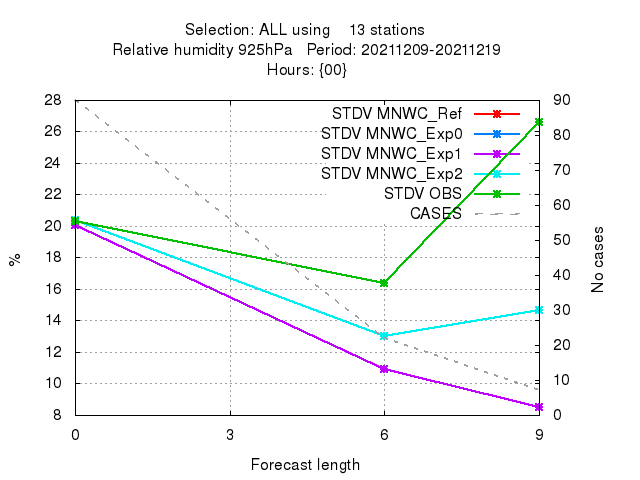 Selection: ALL using    13 stations
Relative humidity 925hPa   Period: 20211209-20211219
Hours: {00}
28
26
24
22
20
18
16
14
12
10
8
90
80
70
60
50
40
30
20
10
0
STDV MNWC_Ref
STDV MNWC_Exp0
STDV MNWC_Exp1
STDV MNWC_Exp2
STDV OBS
CASES
%
No cases
0
3
6
9
Forecast length